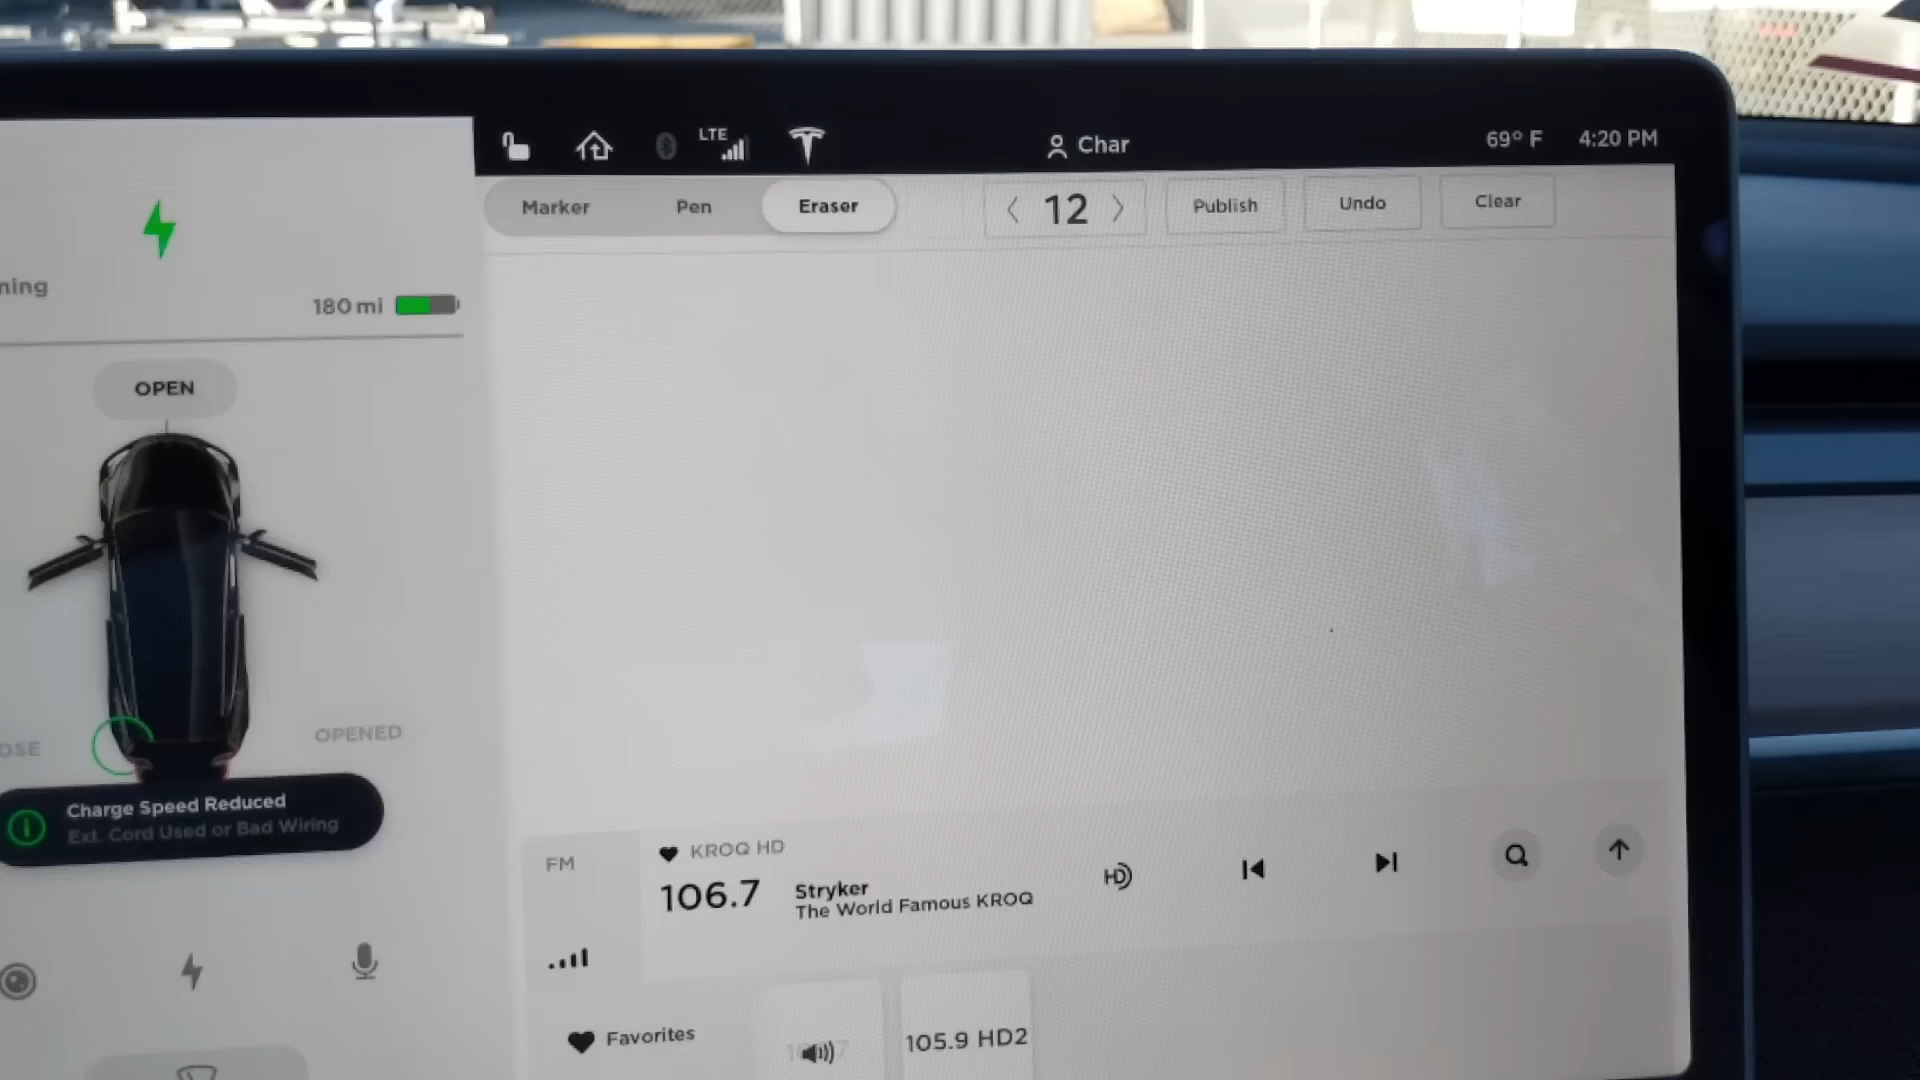 LTE
Char
69° F
4:20 PM
Marker
Pen
Eraser
12
Publish
Undo
Clear
ning
180 mi
OPEN
OSE
OPENED
Charge Speed Reduced
Ext. Cord Used or Bad Wiring
FM
KROQ HD
106.7
Stryker
The World Famous KROQ
HD
Favorites
105.9 HD2